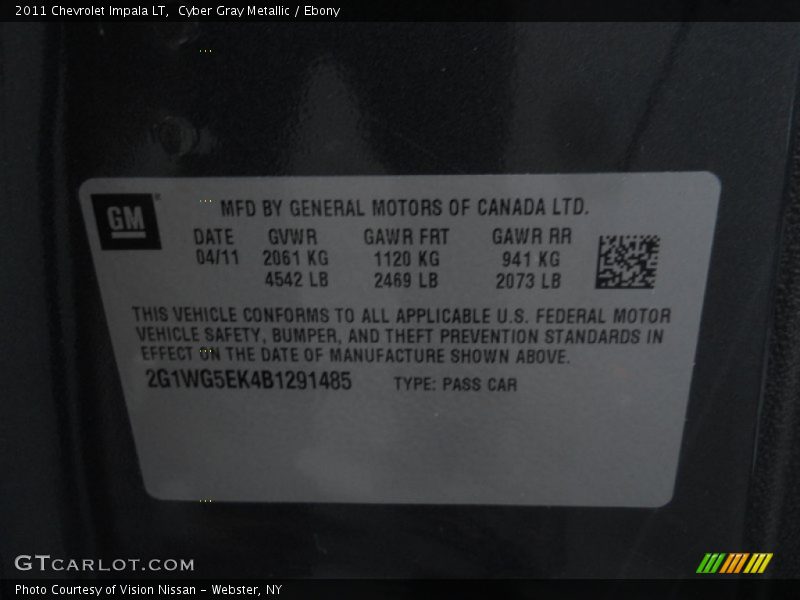 2011 Chevrolet Impala LT, Cyber Gray Metallic / Ebony
GM
MFD BY GENERAL MOTORS OF CANADA LTD.
DATE GVWR GAWR FRT GAWR RR
04/11 2061 KG 1120 KG 941 KG
4542 LB 2469 LB 2073 LB
THIS VEHICLE CONFORMS TO ALL APPLICABLE U.S. FEDERAL MOTOR
VEHICLE SAFETY, BUMPER, AND THEFT PREVENTION STANDARDS IN
EFFECT ON THE DATE OF MANUFACTURE SHOWN ABOVE.
2G1WG5EK4B1291485 TYPE: PASS CAR
GTCARLOT.COM
Photo Courtesy of Vision Nissan - Webster, NY